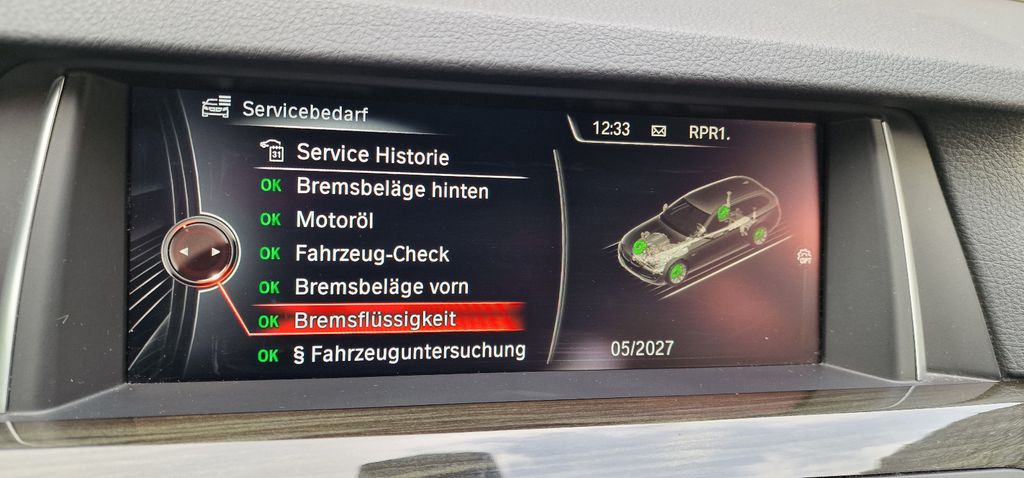 Servicebedarf
12:33 RPR1.
31 Service Historie
OK Bremsbeläge hinten
OK Motoröl
OK Fahrzeug-Check
OK Bremsbeläge vorn
OK Bremsflüssigkeit
OK § Fahrzeuguntersuchung
05/2027